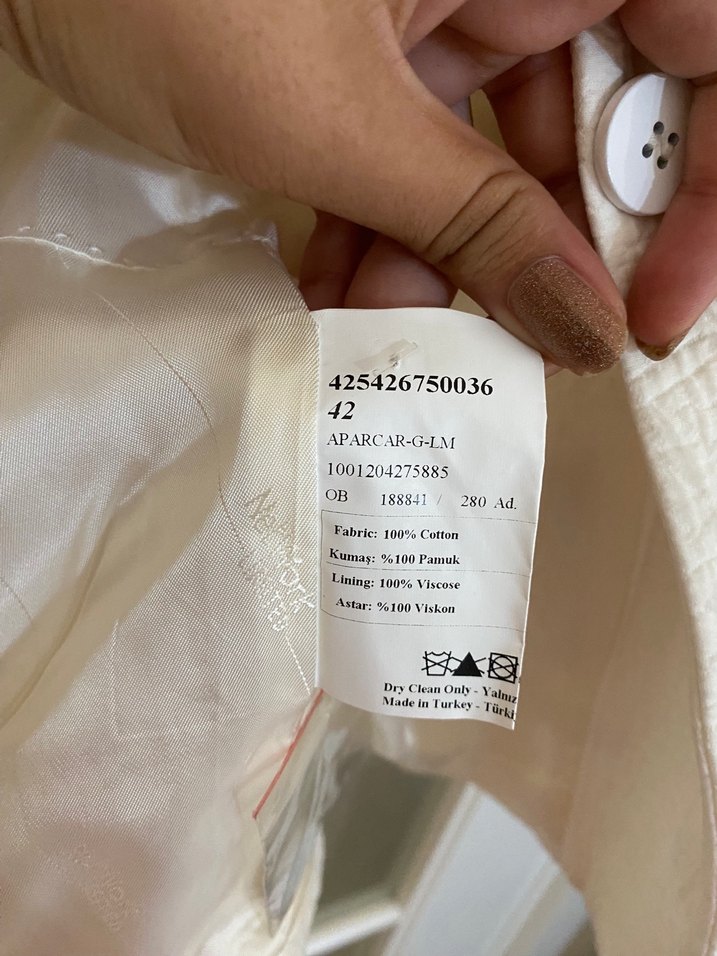 425426750036
42
APARCAR-G-LM
1001204275885
OB 188841 / 280 Ad.
Fabric: 100% Cotton
Kumaş: %100 Pamuk
Lining: 100% Viscose
Astar: %100 Viskon
Dry Clean Only - Yalnız
Made in Turkey - Türki